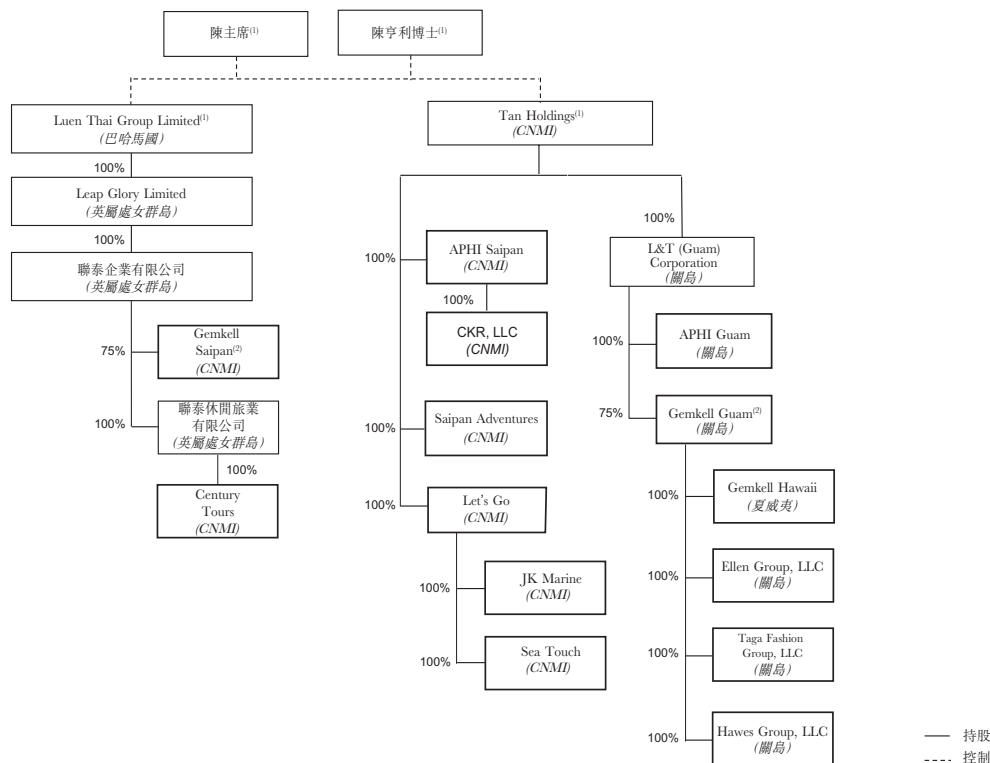 陳主席(1)
陳亨利博士(1)
Luen Thai Group Limited(1)
(巴哈馬國)
100%
Leap Glory Limited
(英屬處女群島)
100%
聯泰企業有限公司
(英屬處女群島)
75%
Gemkell
Saipan(2)
(CNMI)
100%
聯泰休閒旅業
有限公司
(英屬處女群島)
100%
Century
Tours
(CNMI)
Tan Holdings(1)
(CNMI)
100%
APHI Saipan
(CNMI)
100%
CKR, LLC
(CNMI)
100%
Saipan Adventures
(CNMI)
100%
Let's Go
(CNMI)
100%
JK Marine
(CNMI)
100%
Sea Touch
(CNMI)
100%
L&T (Guam)
Corporation
(關島)
100%
APHI Guam
(關島)
75%
Gemkell Guam(2)
(關島)
100%
Gemkell Hawaii
(夏威夷)
100%
Ellen Group, LLC
(關島)
100%
Taga Fashion
Group, LLC
(關島)
100%
Hawes Group, LLC
(關島)
持股
控制